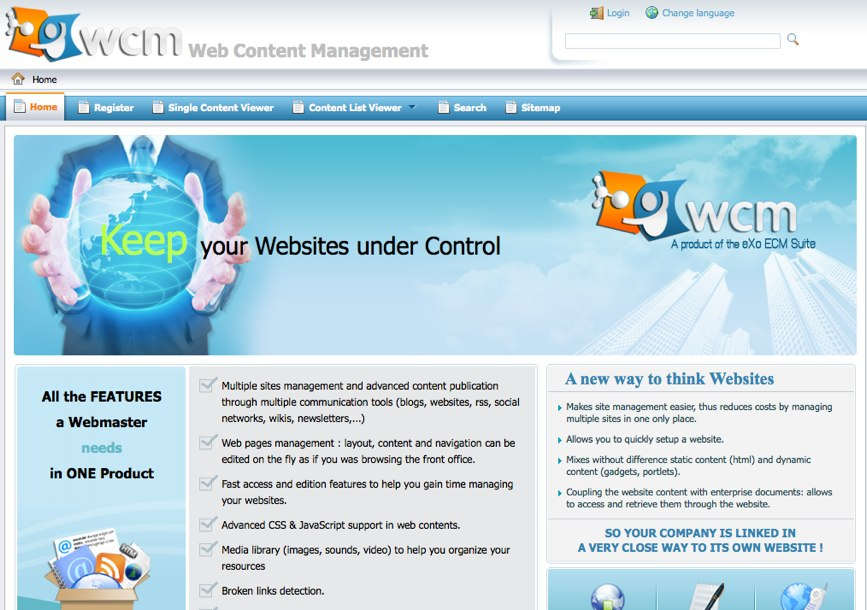 wcm Web Content Management
Login
Change language
Home
Home
Register
Single Content Viewer
Content List Viewer
Search
Sitemap
Keep your Websites under Control
wcm
A product of the eXo ECM Suite
All the FEATURES
a Webmaster
needs
in ONE Product
Multiple sites management and advanced content publication
through multiple communication tools (blogs, websites, rss, social
networks, wikis, newsletters,...)
Web pages management : layout, content and navigation can be
edited on the fly as if you was browsing the front office.
Fast access and edition features to help you gain time managing
your websites.
Advanced CSS & JavaScript support in web contents.
Media library (images, sounds, video) to help you organize your
resources
Broken links detection.
A new way to think Websites
Makes site management easier, thus reduces costs by managing
multiple sites in one only place.
Allows you to quickly setup a website.
Mixes without difference static content (html) and dynamic
content (gadgets, portlets).
Coupling the website content with enterprise documents: allows
to access and retrieve them through the website.
SO YOUR COMPANY IS LINKED IN
A VERY CLOSE WAY TO ITS OWN WEBSITE !